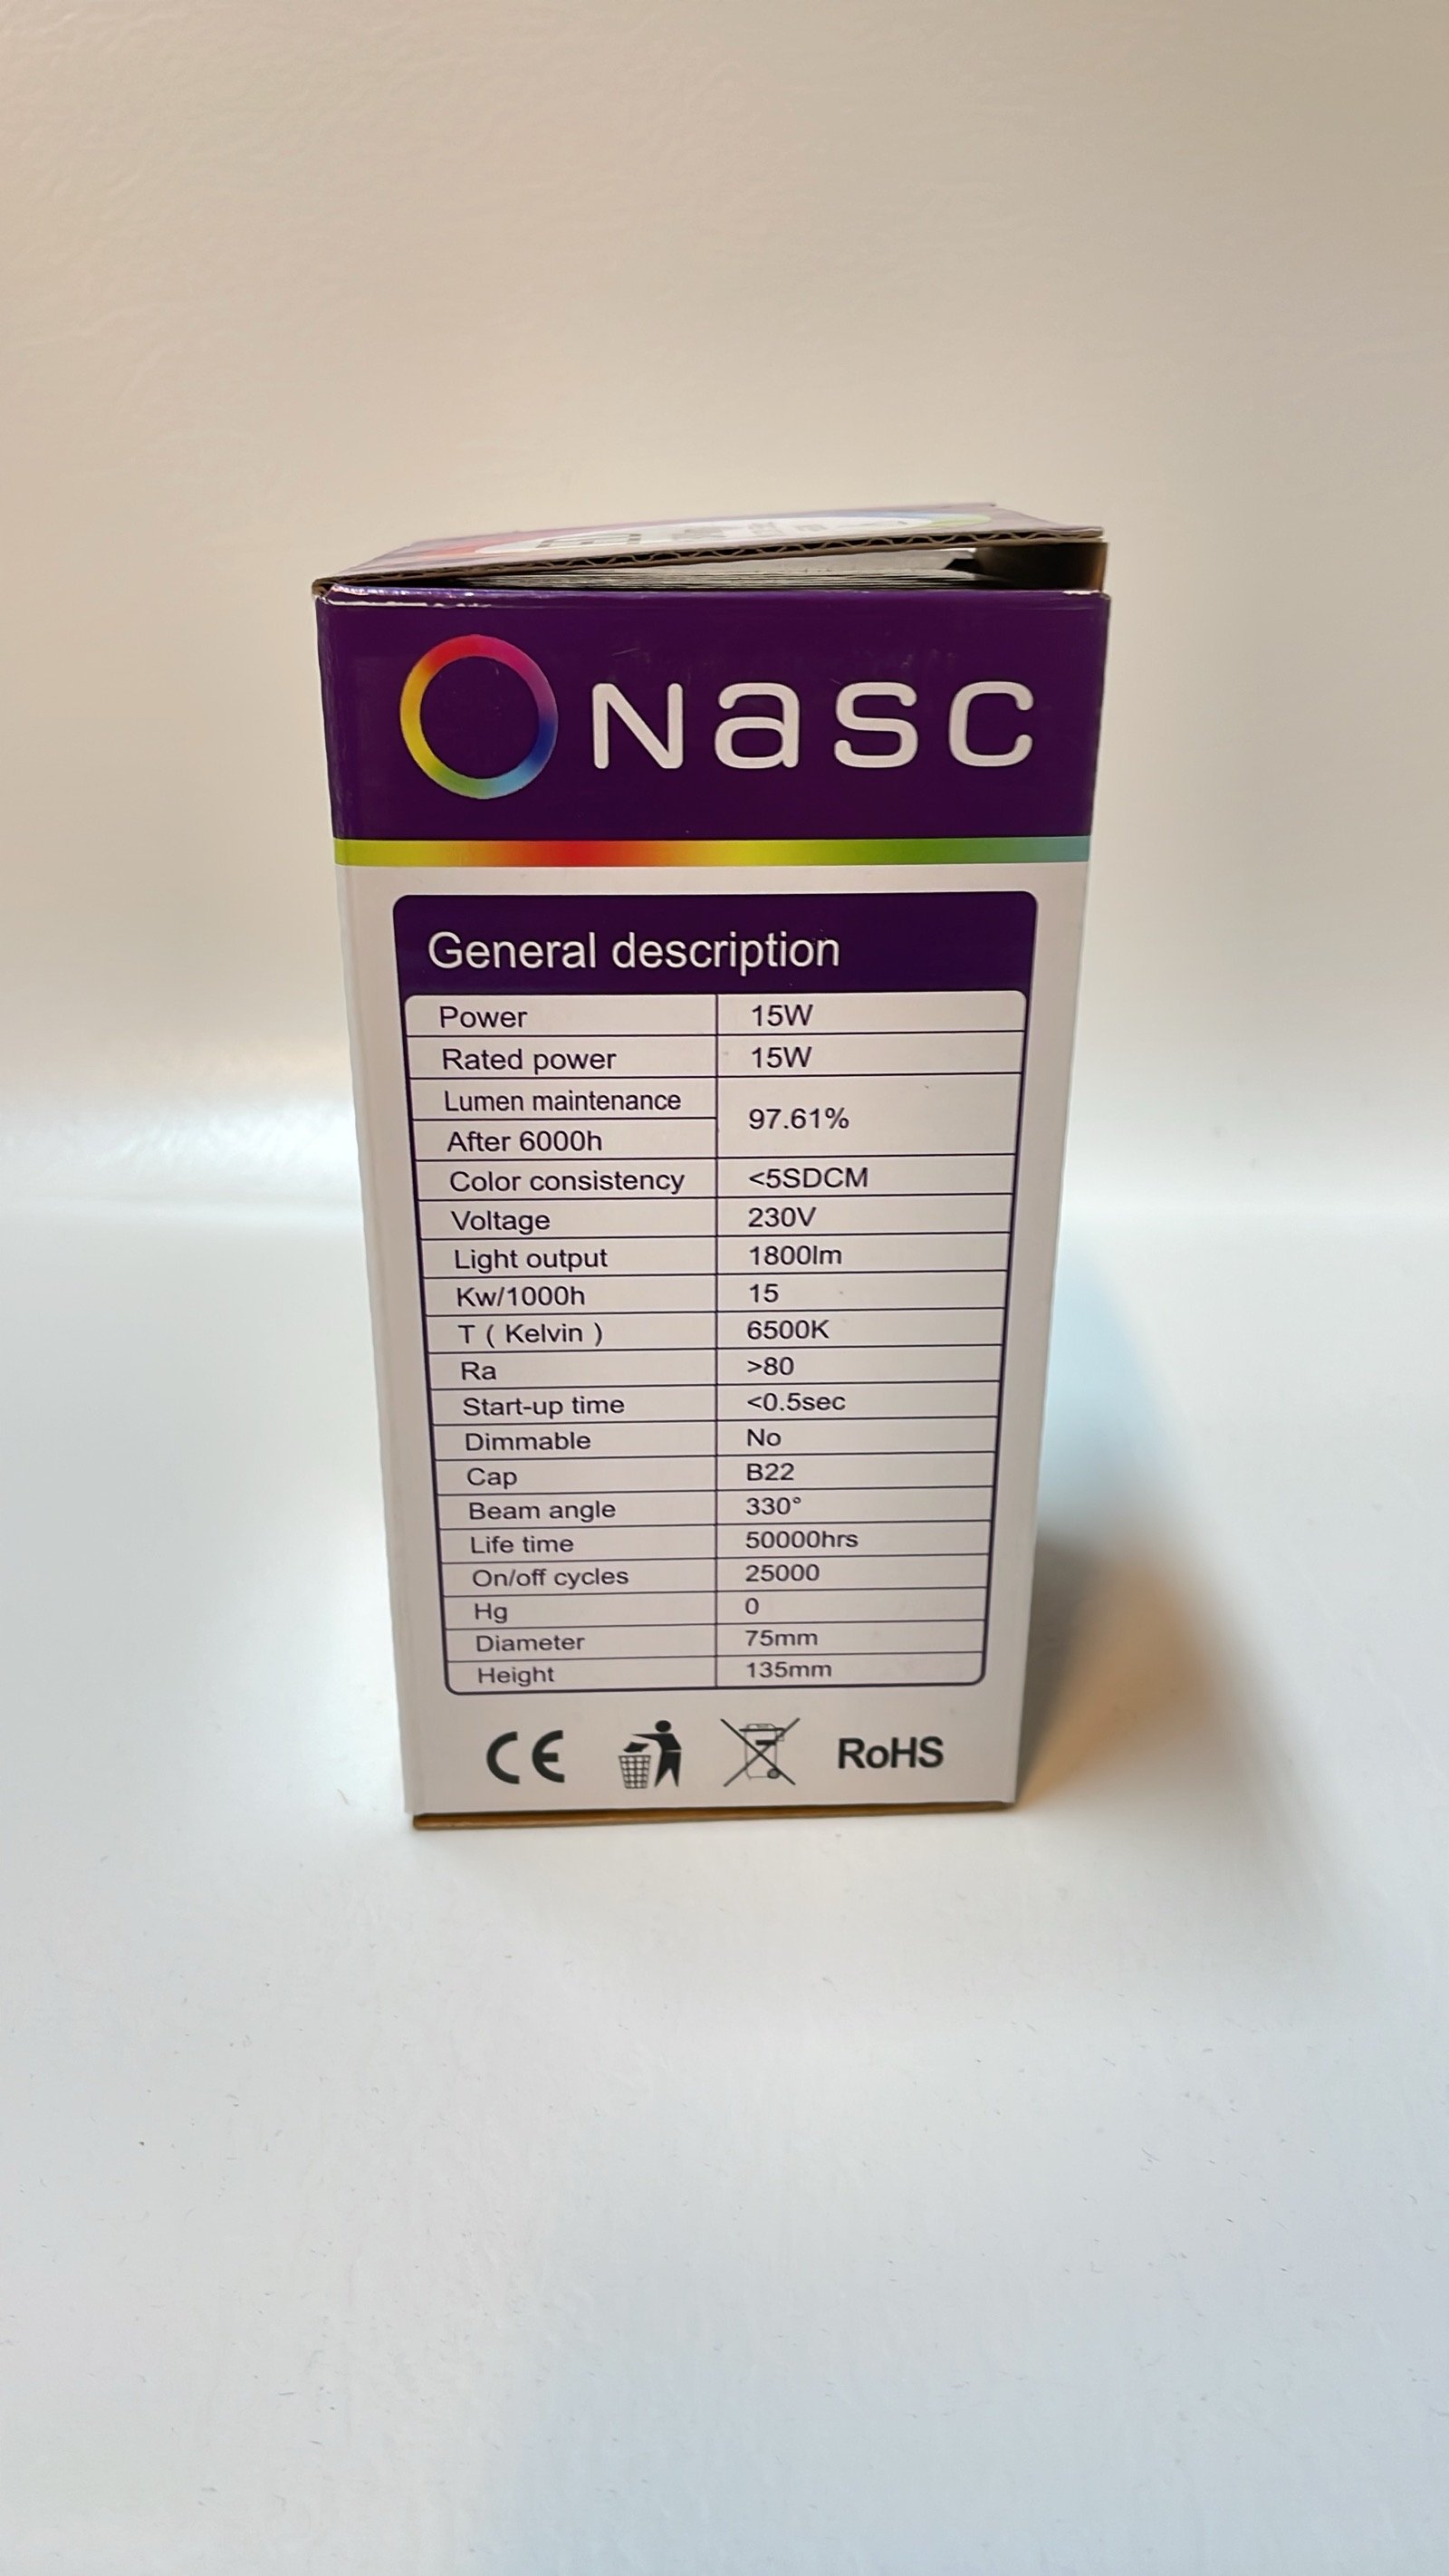 Nasc
General description
Power 15W
Rated power 15W
Lumen maintenance
97.61%
After 6000h
Color consistency <5SDCM
Voltage 230V
Light output 1800lm
Kw/1000h 15
T ( Kelvin ) 6500K
Ra >80
Start-up time <0.5sec
Dimmable No
Cap B22
Beam angle 330°
Life time 50000hrs
On/off cycles 25000
Hg 0
Diameter 75mm
Height 135mm
CE RoHS